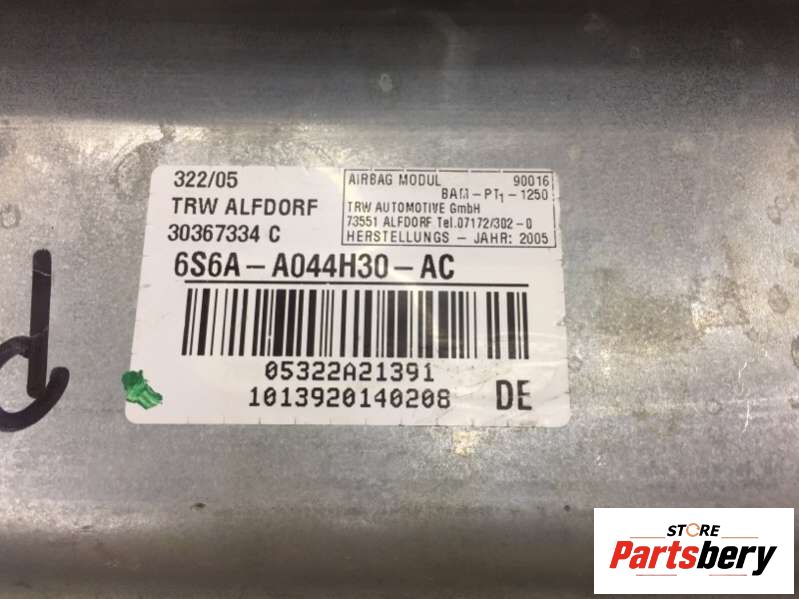 322/05
TRW ALFDORF
30367334 C
AIRBAG MODUL 90016
BAM-PT1-1250
TRW AUTOMOTIVE GmbH
73551 ALFDORF Tel.07172/302-0
HERSTELLUNGS - JAHR: 2005
6S6A-A044H30-AC
05322A21391
1013920140208 DE
d
STORE
Partsbery